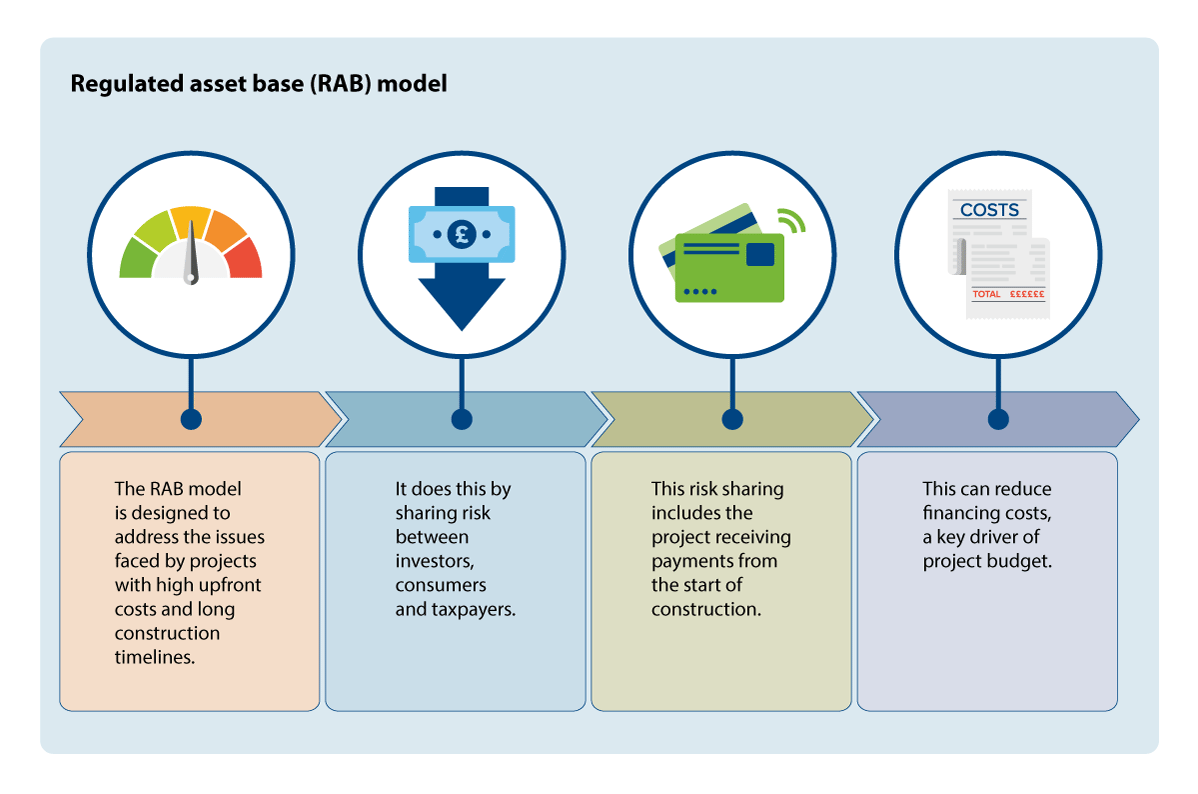 Regulated asset base (RAB) model
£
COSTS
TOTAL ££££££
The RAB model
is designed to
address the issues
faced by projects
with high upfront
costs and long
construction
timelines.
It does this by
sharing risk
between
investors,
consumers
and taxpayers.
This risk sharing
includes the
project receiving
payments from
the start of
construction.
This can reduce
financing costs,
a key driver of
project budget.